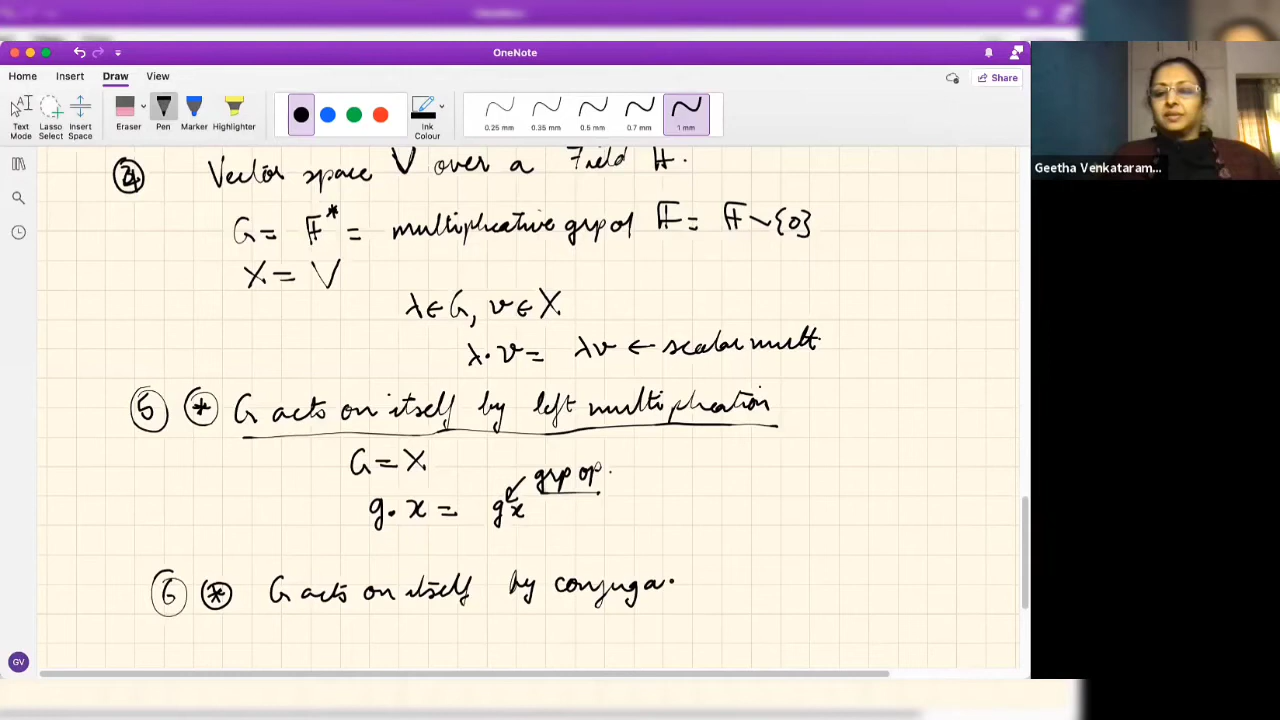 OneNote
Home Insert Draw View
Share
Text Mode Lasso Select Insert Space Eraser Pen Marker Highlighter Ink Colour 0.25 mm 0.35 mm 0.5 mm 0.7 mm 1 mm
Geetha Venkataram...
Vector space V over a Field F.
G = F* = multiplicative grp of F = F ~ {0}
X = V
λ ∈ G, v ∈ X
λ · v = λv ← scalar mult.
⑤ ⊛ G acts on itself by left multiplication
G = X
grp op.
g · x = gx
⑥ ⊛ G acts on itself by conjuga
GV